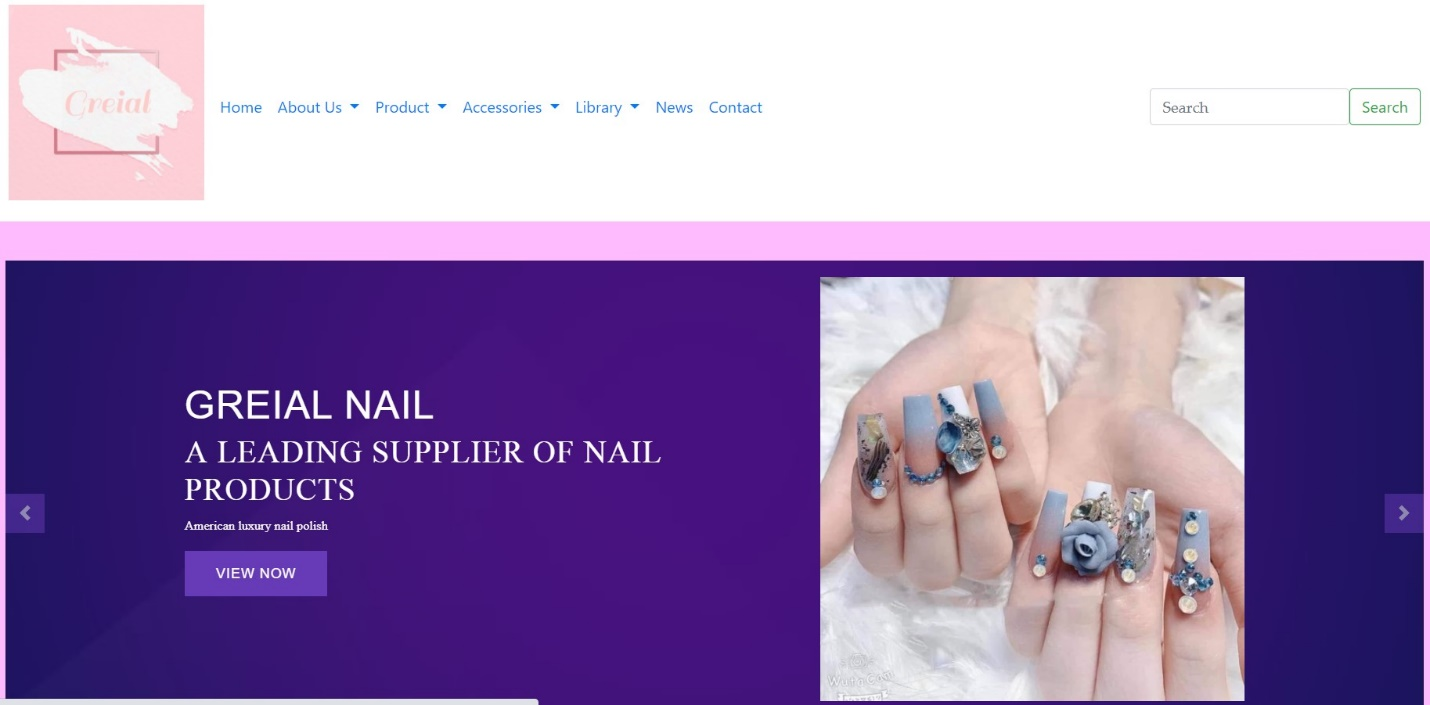 Creial
Home About Us Product Accessories Library News Contact
Search Search
GREIAL NAIL
A LEADING SUPPLIER OF NAIL
PRODUCTS
American luxury nail polish
VIEW NOW